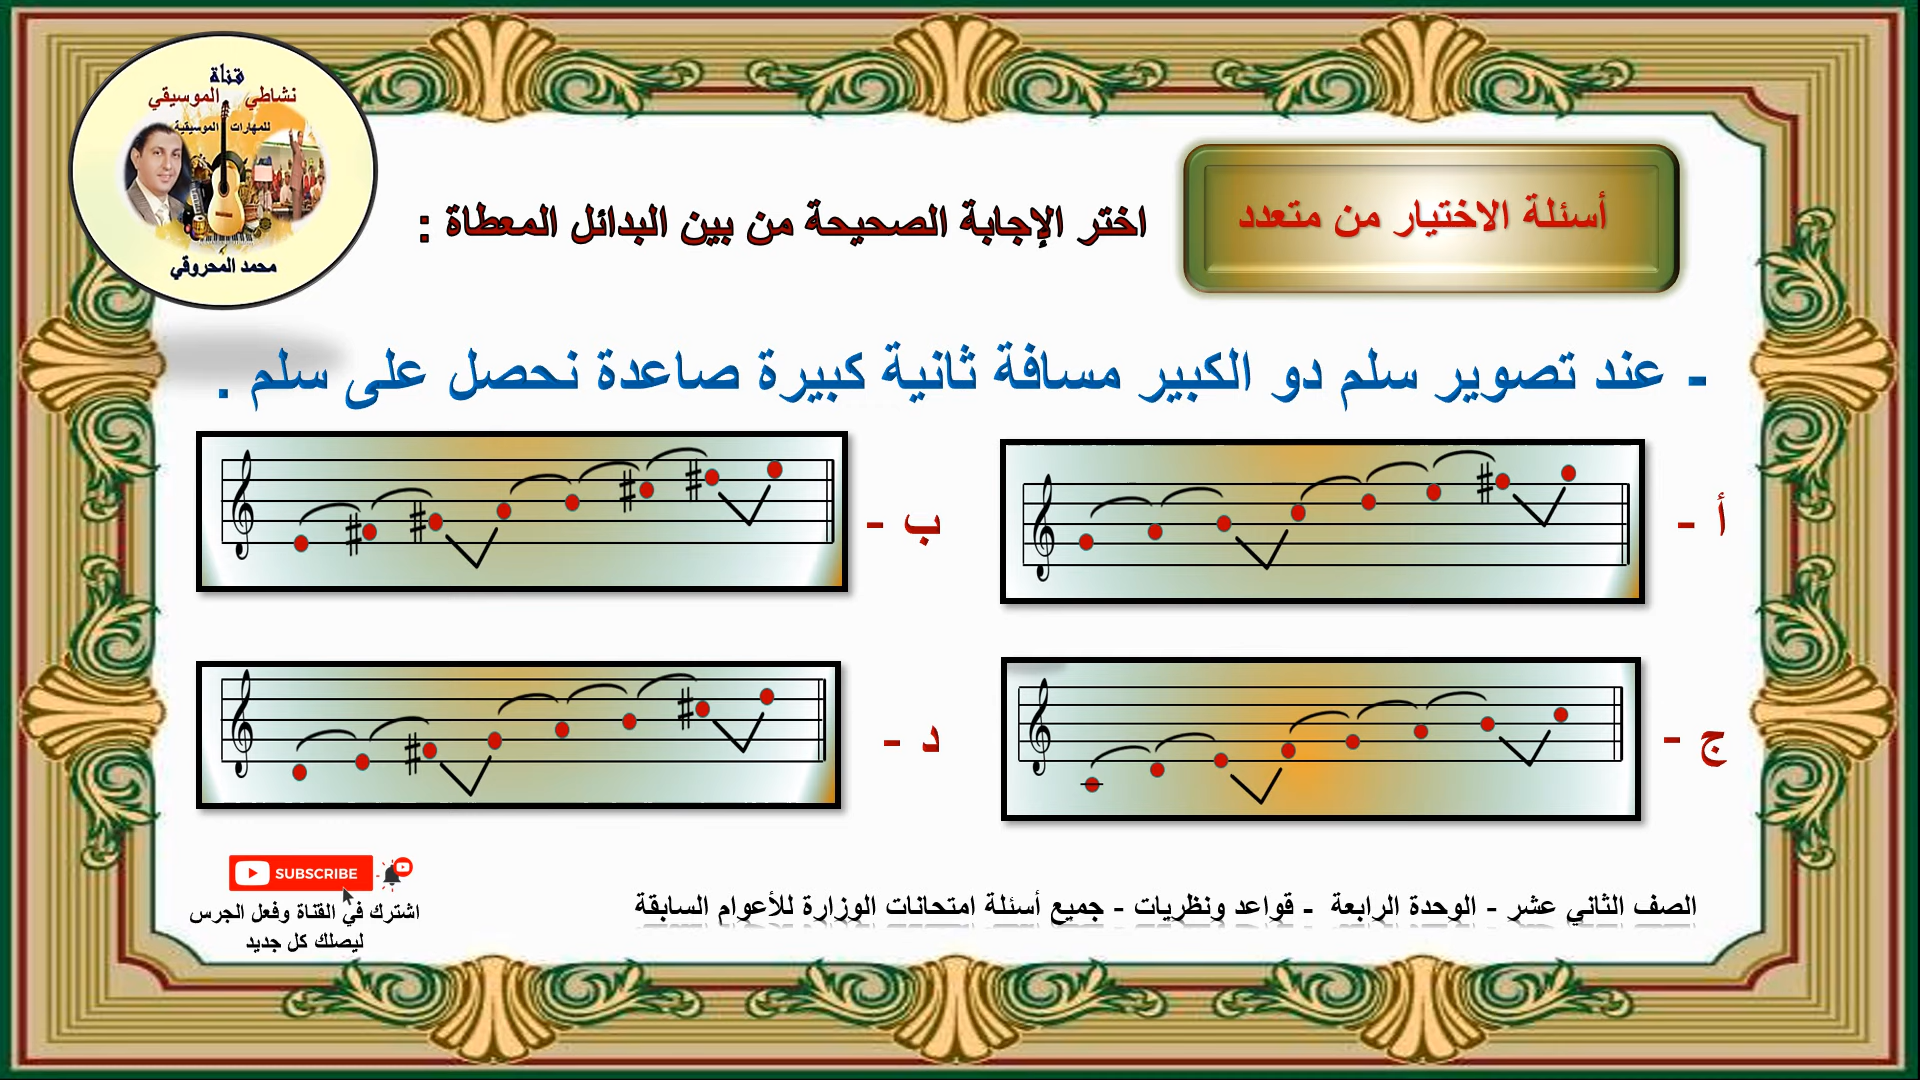 قناة
نشاطي الموسيقي
للمهارات الموسيقية
محمد المحروقي
أسئلة الاختيار من متعدد
اختر الإجابة الصحيحة من بين البدائل المعطاة :
- عند تصوير سلم دو الكبير مسافة ثانية كبيرة صاعدة نحصل على سلم .
أ -
ب -
ج -
د -
SUBSCRIBE
اشترك في القناة وفعل الجرس
ليصلك كل جديد
الصف الثاني عشر - الوحدة الرابعة - قواعد ونظريات - جميع أسئلة امتحانات الوزارة للأعوام السابقة